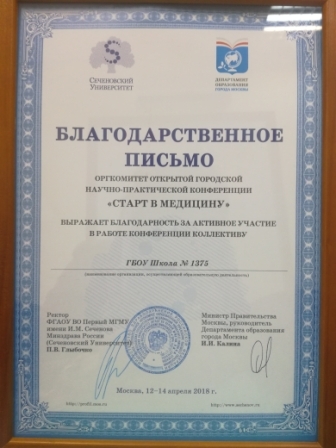 СЕЧЕНОВСКИЙ
УНИВЕРСИТЕТ
ДЕПАРТАМЕНТ
ОБРАЗОВАНИЯ
ГОРОДА МОСКВЫ
БЛАГОДАРСТВЕННОЕ
ПИСЬМО
ОРГКОМИТЕТ ОТКРЫТОЙ ГОРОДСКОЙ
НАУЧНО-ПРАКТИЧЕСКОЙ КОНФЕРЕНЦИИ
«СТАРТ В МЕДИЦИНУ»
ВЫРАЖАЕТ БЛАГОДАРНОСТЬ ЗА АКТИВНОЕ УЧАСТИЕ
В РАБОТЕ КОНФЕРЕНЦИИ КОЛЛЕКТИВУ
ГБОУ Школа № 1375
Ректор
ФГАОУ ВО Первый МГМУ
имени И.М. Сеченова
Минздрава России
(Сеченовский Университет)
П.В. Глыбочко
Министр Правительства
Москвы, руководитель
Департамента образования
города Москвы
И.И. Калина
Москва, 12-14 апреля 2018 г.